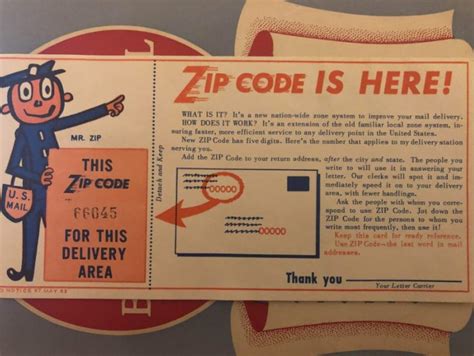 ZIP CODE IS HERE!
WHAT IS IT? It's a new nation-wide zone system to improve your mail delivery.
HOW DOES IT WORK? It's an extension of the old familiar local zone system, in-
suring faster, more efficient service to any delivery point in the United States.
New ZIP Code has five digits. Here's the number that applies to my delivery station
serving you.
Add the ZIP Code to your return address, after the city and state. The people you
write to will use it in answering your letter.
Our clerks will spot it and im-
mediately speed it on to your delivery
area, with fewer handlings.
Ask the people with whom you corres-
pond to use ZIP Code. Jot down the
ZIP Code for the people to whom you
write most frequently, then use it!
Keep this card for ready reference.
Use ZIP Code—the last word in mail
addresses.
Thank you
Your Letter Carrier
Detach and Keep
MR. ZIP
THIS
ZIP CODE
66045
FOR THIS
DELIVERY
AREA
U.S.
MAIL